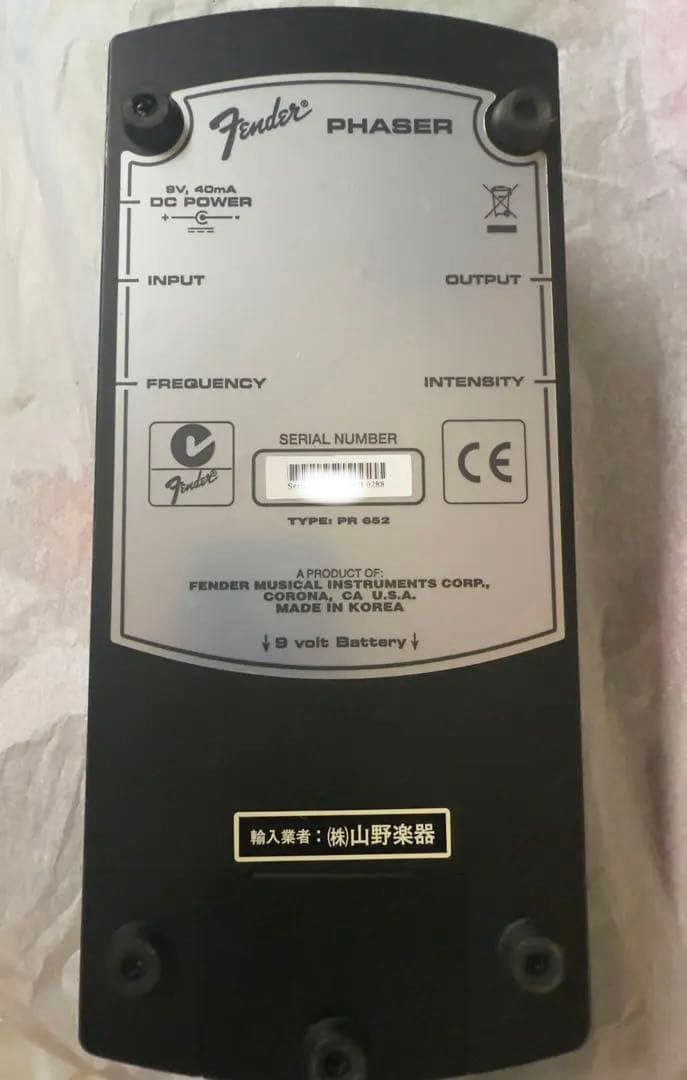 Fender® PHASER
9V, 40mA
DC POWER
+ -
INPUT
OUTPUT
FREQUENCY
INTENSITY
Fender®
SERIAL NUMBER
0288
CE
TYPE: PR 652
A PRODUCT OF:
FENDER MUSICAL INSTRUMENTS CORP.,
CORONA, CA U.S.A.
MADE IN KOREA
↓9 volt Battery↓
輸入業者：㈱山野楽器